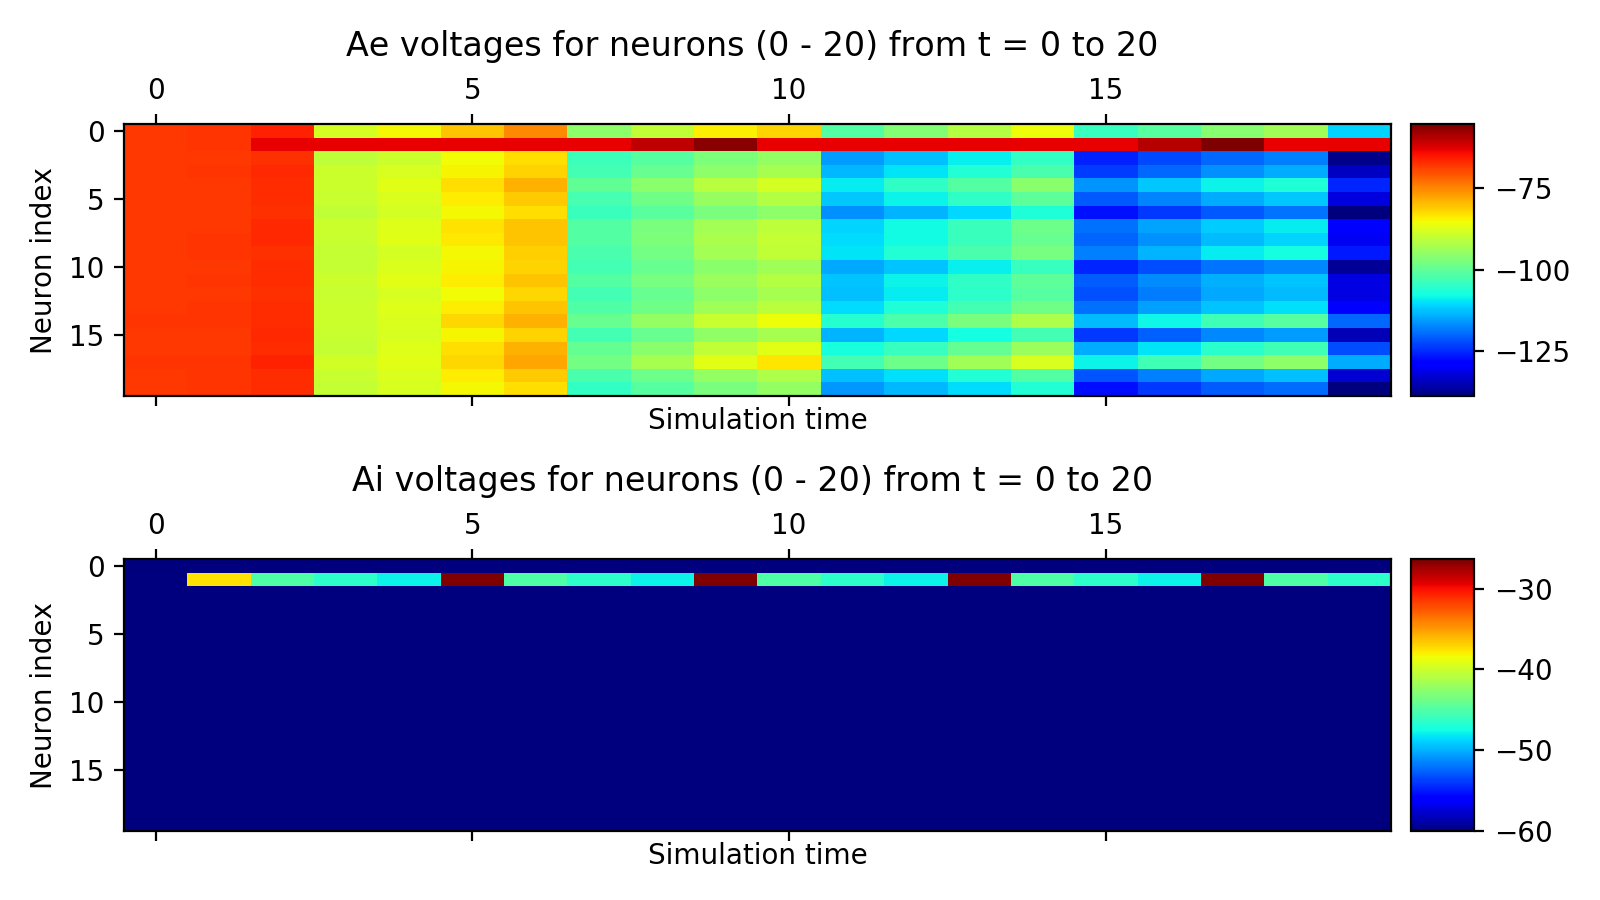 Ae voltages for neurons (0 - 20) from t = 0 to 20
0 5 10 15
0
5
10
15
Neuron index
Simulation time
−75
−100
−125
Ai voltages for neurons (0 - 20) from t = 0 to 20
0 5 10 15
0
5
10
15
Neuron index
Simulation time
−30
−40
−50
−60